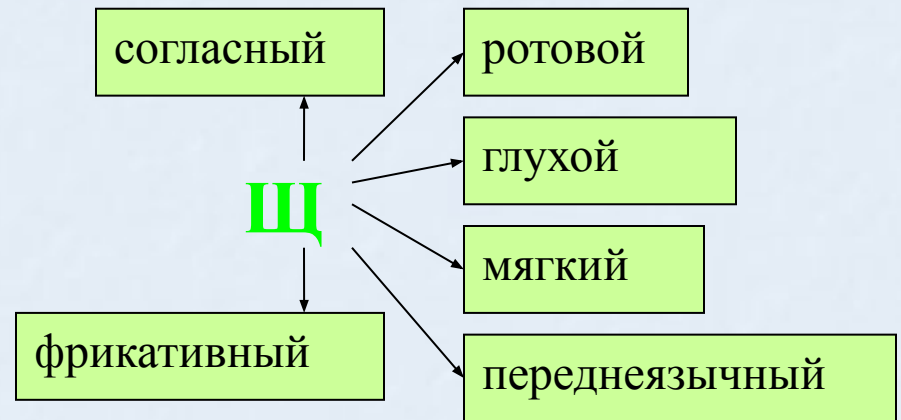 согласный
ротовой
глухой
Щ
мягкий
фрикативный
переднеязычный